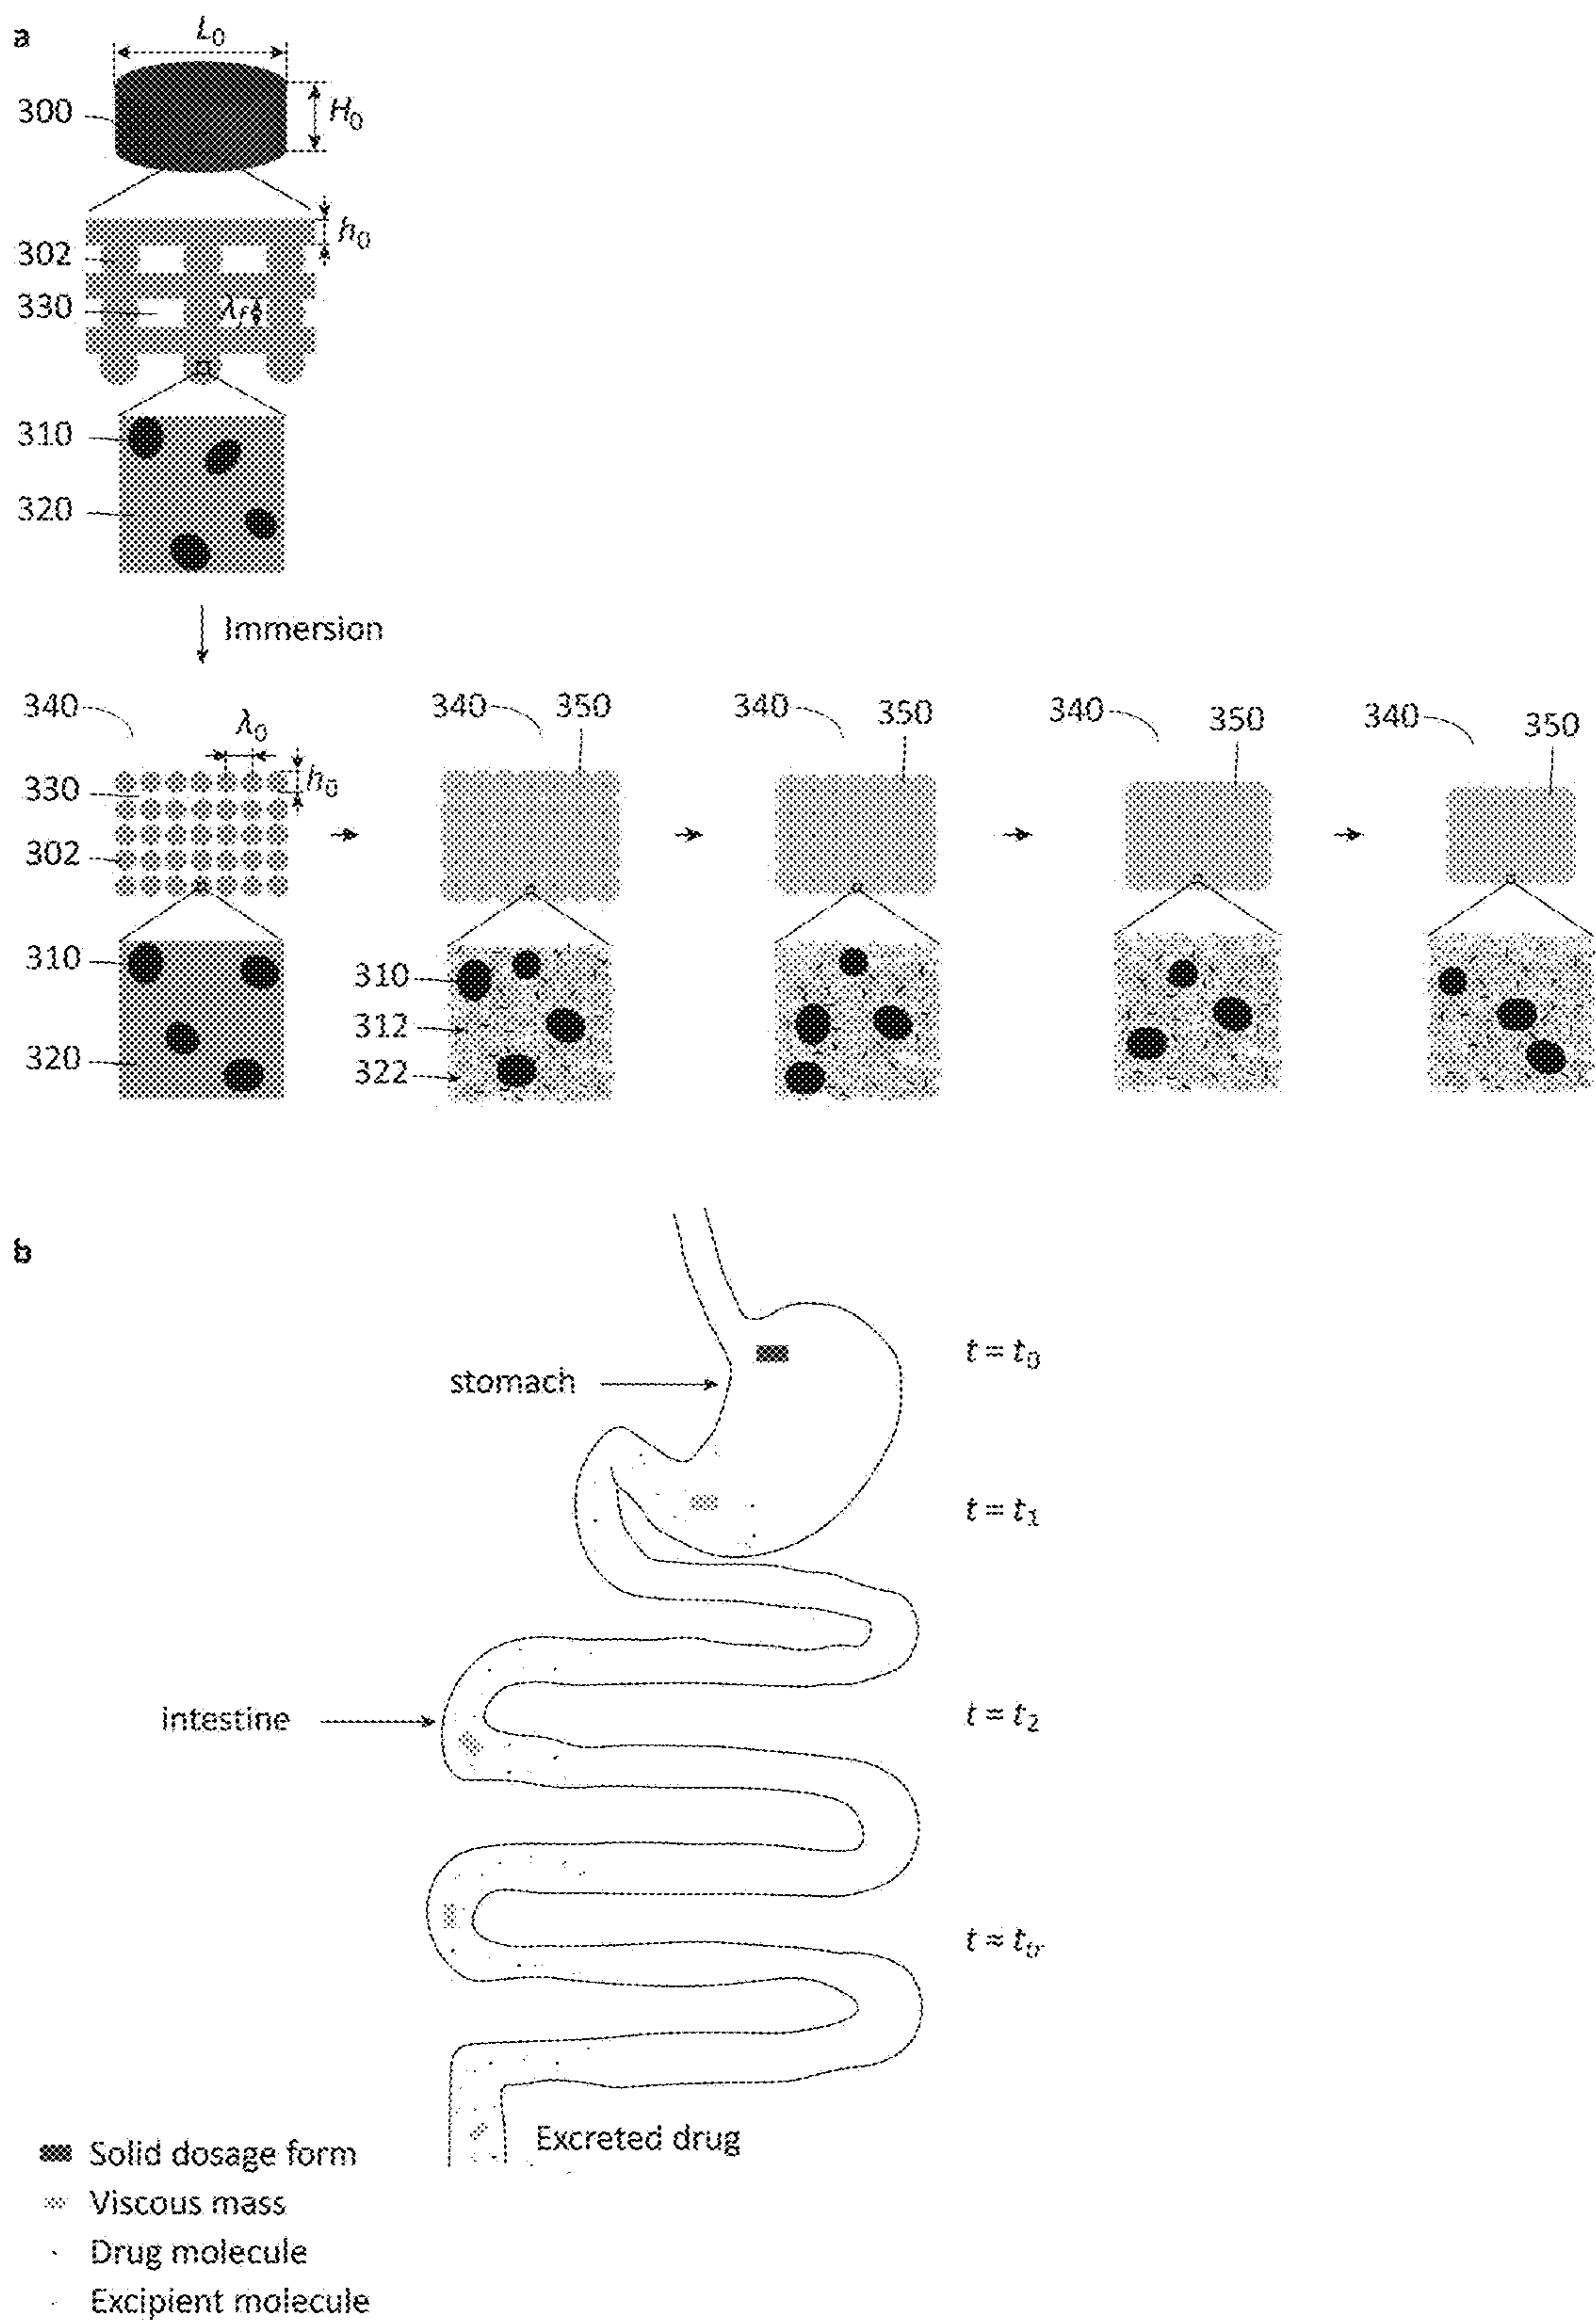 a
L0
300
H0
h0
302
330
λf
310
320
Immersion
340
λ0
340
350
340
350
340
350
340
350
330
h0
302
310
310
312
320
322
b
t = t0
stomach
t = t1
intestine
t = t2
t = ttr
Excreted drug
Solid dosage form
Viscous mass
Drug molecule
Excipient molecule